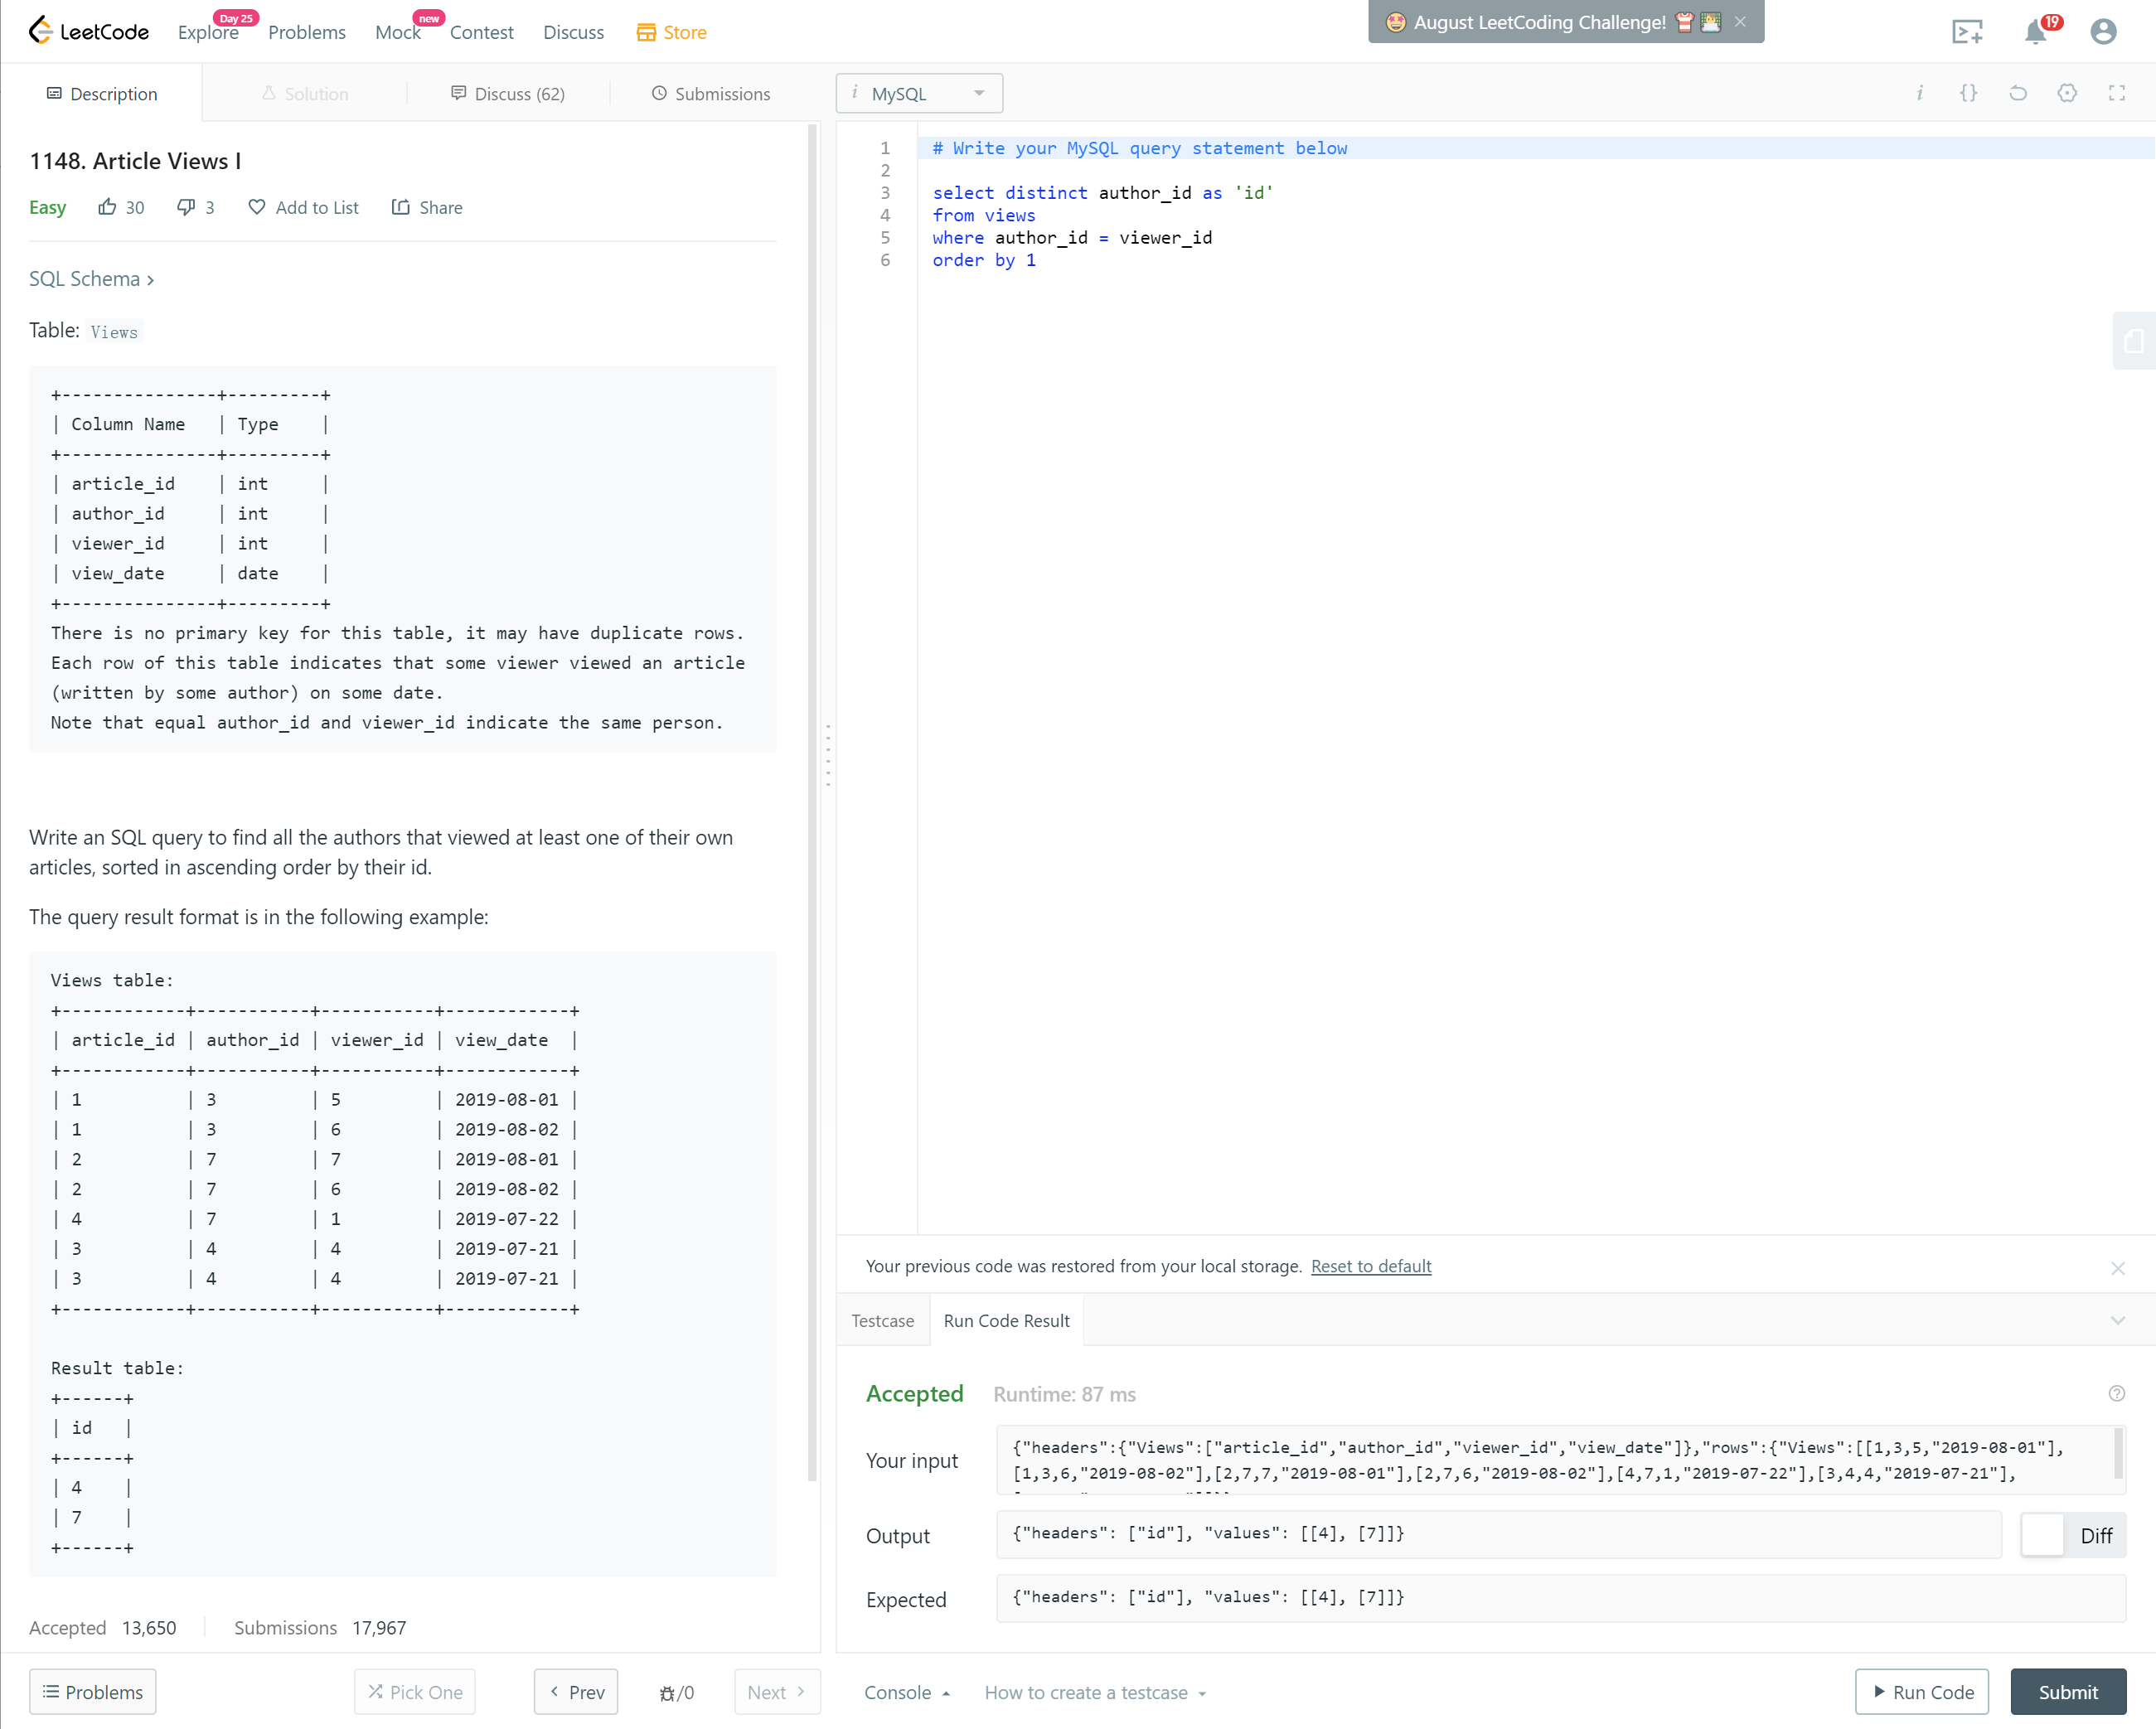 LeetCode
Explore
Day 25
Problems
Mock
new
Contest
Discuss
Store
August LeetCoding Challenge!
19
Description
Solution
Discuss (62)
Submissions
i MySQL
1148. Article Views I
Easy 30 3 Add to List Share
SQL Schema
Table: Views
+---------------+---------+
| Column Name   | Type    |
+---------------+---------+
| article_id    | int     |
| author_id     | int     |
| viewer_id     | int     |
| view_date     | date    |
+---------------+---------+
There is no primary key for this table, it may have duplicate rows.
Each row of this table indicates that some viewer viewed an article
(written by some author) on some date.
Note that equal author_id and viewer_id indicate the same person.
Write an SQL query to find all the authors that viewed at least one of their own
articles, sorted in ascending order by their id.
The query result format is in the following example:
Views table:
+------------+-----------+-----------+------------+
| article_id | author_id | viewer_id | view_date  |
+------------+-----------+-----------+------------+
| 1          | 3         | 5         | 2019-08-01 |
| 1          | 3         | 6         | 2019-08-02 |
| 2          | 7         | 7         | 2019-08-01 |
| 2          | 7         | 6         | 2019-08-02 |
| 4          | 7         | 1         | 2019-07-22 |
| 3          | 4         | 4         | 2019-07-21 |
| 3          | 4         | 4         | 2019-07-21 |
+------------+-----------+-----------+------------+
Result table:
+------+
| id   |
+------+
| 4    |
| 7    |
+------+
Accepted 13,650 Submissions 17,967
Problems
Pick One
Prev
/0
Next
1 # Write your MySQL query statement below
2
3 select distinct author_id as 'id'
4 from views
5 where author_id = viewer_id
6 order by 1
Your previous code was restored from your local storage. Reset to default
Testcase
Run Code Result
Accepted Runtime: 87 ms
Your input
{"headers":{"Views":["article_id","author_id","viewer_id","view_date"]},"rows":{"Views":[[1,3,5,"2019-08-01"],
[1,3,6,"2019-08-02"],[2,7,7,"2019-08-01"],[2,7,6,"2019-08-02"],[4,7,1,"2019-07-22"],[3,4,4,"2019-07-21"],
Output
{"headers": ["id"], "values": [[4], [7]]}
Diff
Expected
{"headers": ["id"], "values": [[4], [7]]}
Console
How to create a testcase
Run Code
Submit